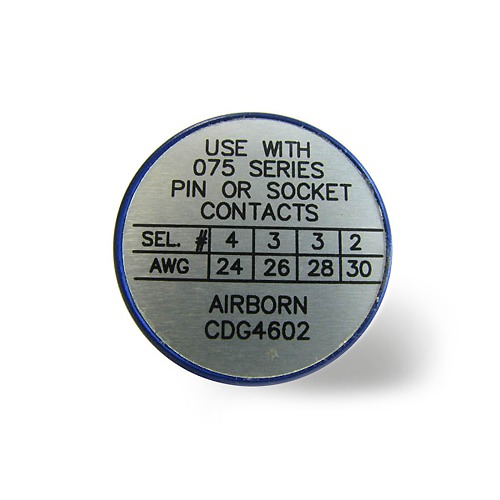 USE WITH
075 SERIES
PIN OR SOCKET
CONTACTS
SEL. # 4 3 3 2
AWG 24 26 28 30
AIRBORN
CDG4602